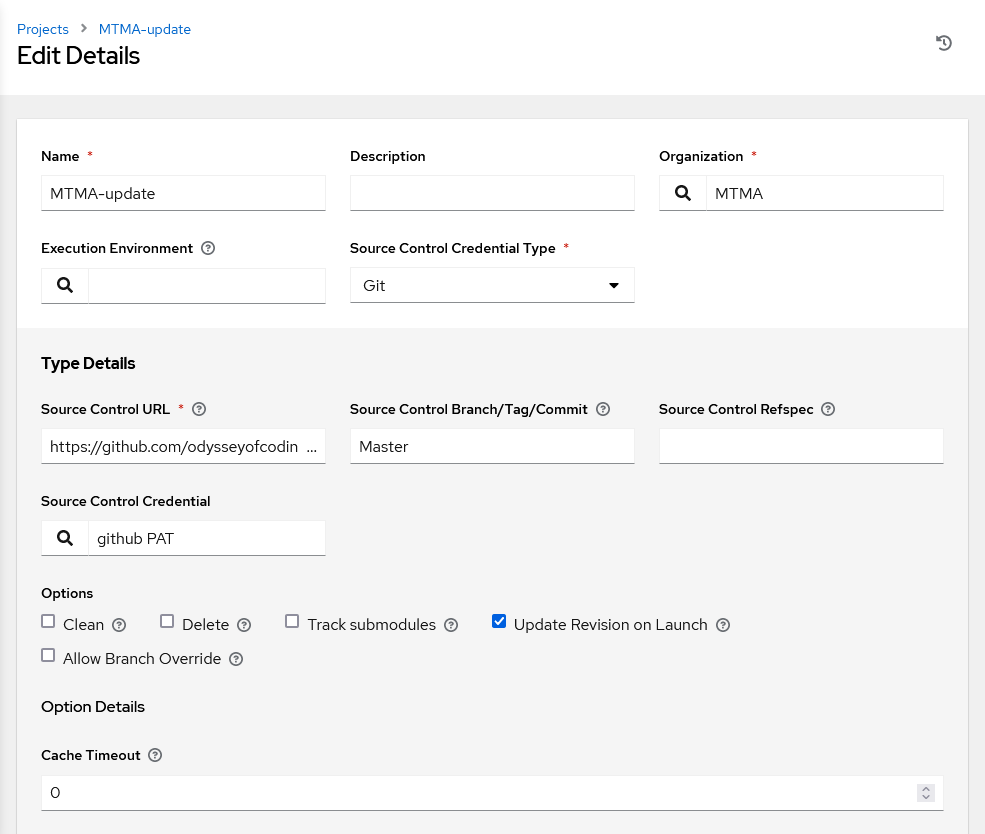 Projects > MTMA-update
Edit Details
Name * Description Organization *
MTMA-update MTMA
Execution Environment Source Control Credential Type *
Git
Type Details
Source Control URL * Source Control Branch/Tag/Commit Source Control Refspec
https://github.com/odysseyofcodin ... Master
Source Control Credential
github PAT
Options
Clean Delete Track submodules Update Revision on Launch
Allow Branch Override
Option Details
Cache Timeout
0